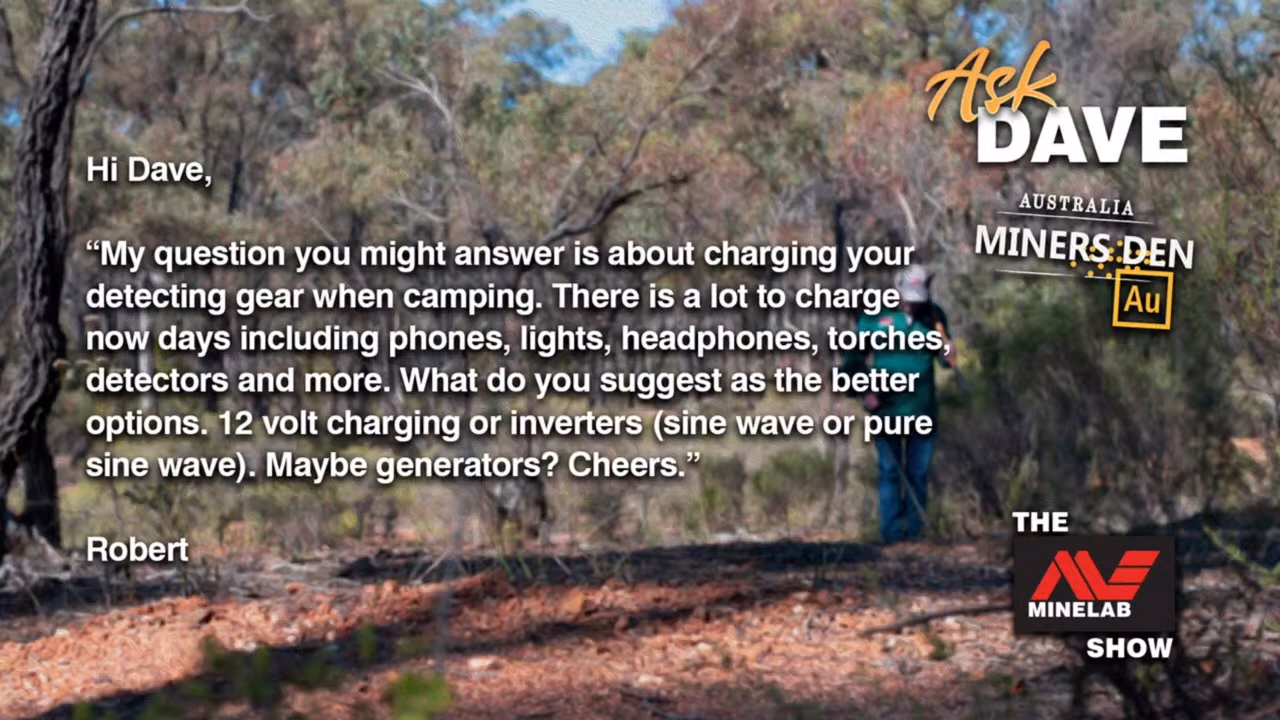 Hi Dave,
“My question you might answer is about charging your
detecting gear when camping. There is a lot to charge
now days including phones, lights, headphones, torches,
detectors and more. What do you suggest as the better
options. 12 volt charging or inverters (sine wave or pure
sine wave). Maybe generators? Cheers.”
Robert
Ask
DAVE
AUSTRALIA
MINERS DEN
Au
THE
MINELAB
SHOW